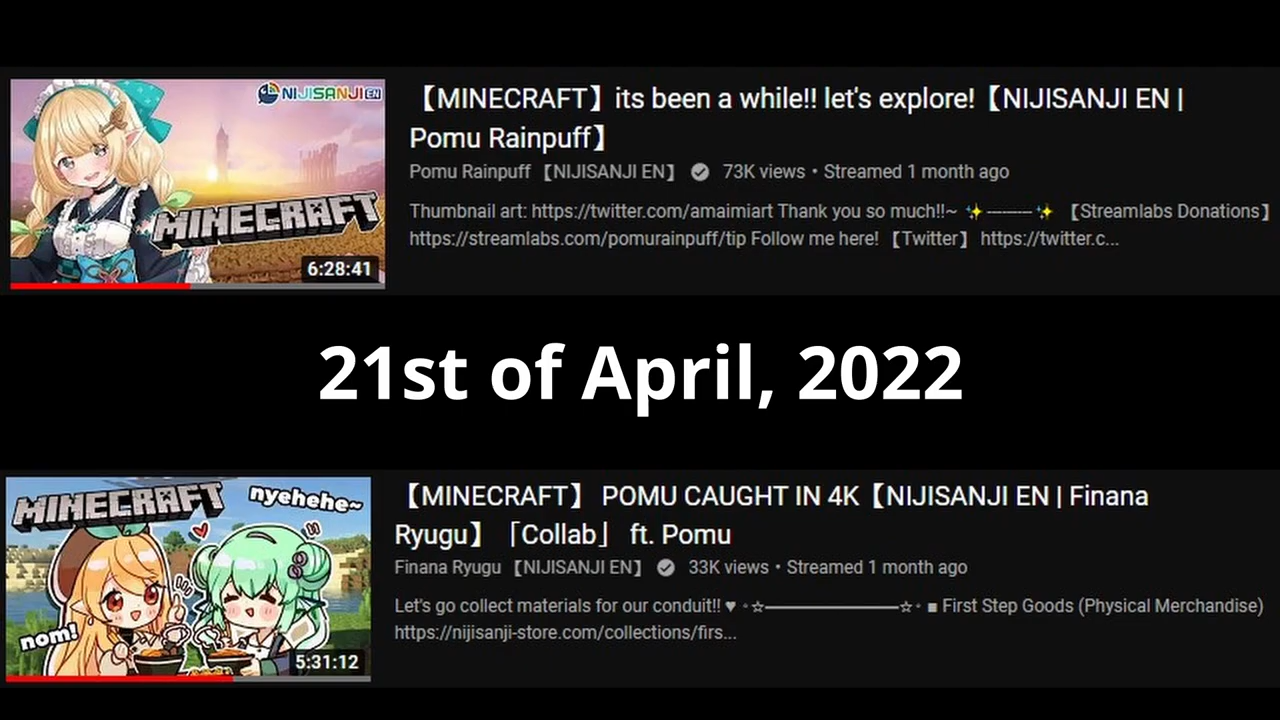 NIJISANJI EN
MINECRAFT
6:28:41
【MINECRAFT】its been a while!! let's explore!【NIJISANJI EN |
Pomu Rainpuff】
Pomu Rainpuff 【NIJISANJI EN】 73K views • Streamed 1 month ago
Thumbnail art: https://twitter.com/amaimiart Thank you so much!!~ ✨ ——— ✨ 【Streamlabs Donations】
https://streamlabs.com/pomurainpuff/tip Follow me here! 【Twitter】 https://twitter.c...
21st of April, 2022
MINECRAFT
nyehehe~
nom!
5:31:12
【MINECRAFT】 POMU CAUGHT IN 4K【NIJISANJI EN | Finana
Ryugu】「Collab」 ft. Pomu
Finana Ryugu 【NIJISANJI EN】 33K views • Streamed 1 month ago
Let's go collect materials for our conduit!! ♥ ◦☆━━━━━━━━━━☆◦ ■ First Step Goods (Physical Merchandise)
https://nijisanji-store.com/collections/firs...